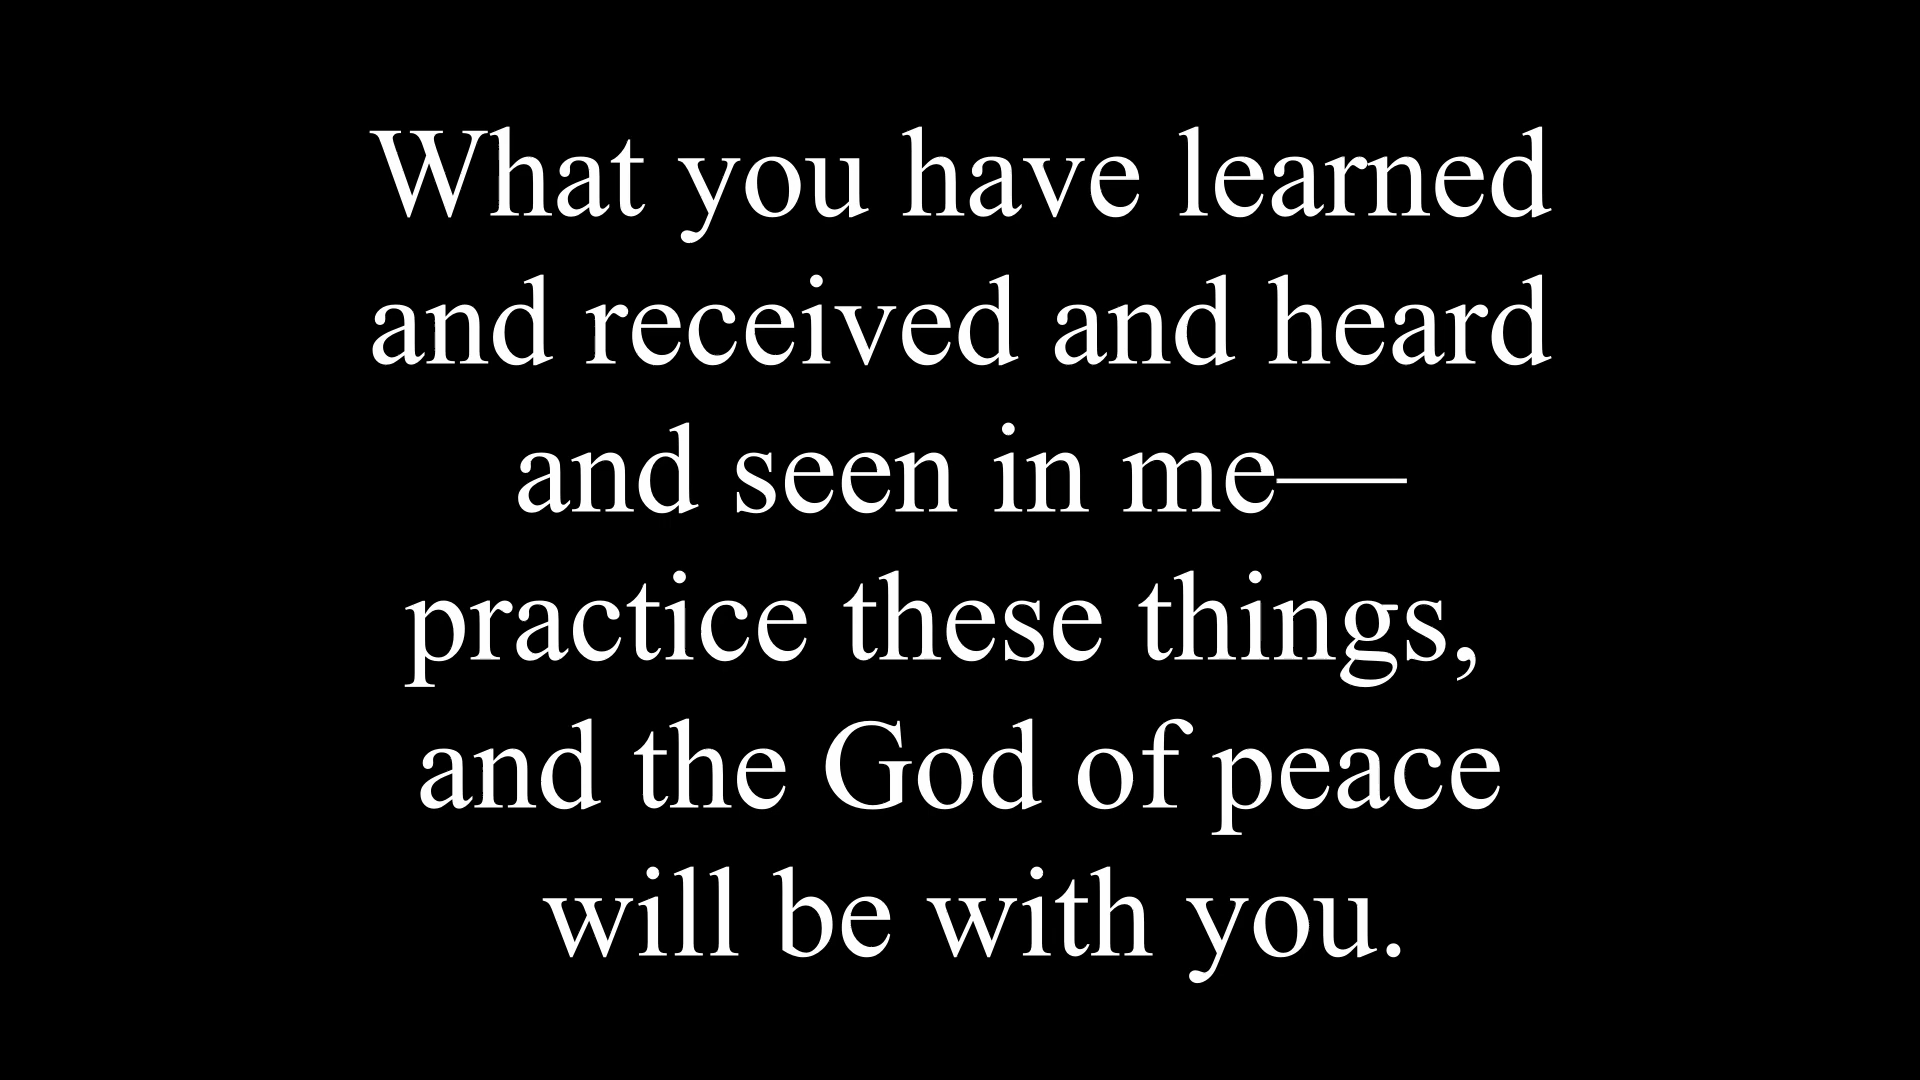 What you have learned
and received and heard
and seen in me—
practice these things,
and the God of peace
will be with you.